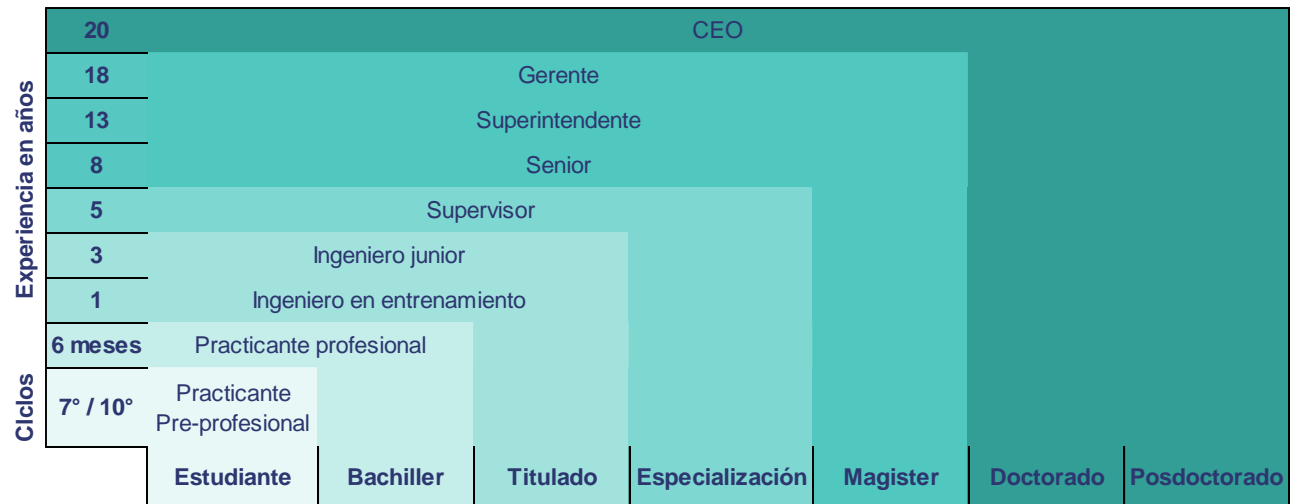 Experiencia en años
CIclos
20 CEO
18 Gerente
13 Superintendente
8 Senior
5 Supervisor
3 Ingeniero junior
1 Ingeniero en entrenamiento
6 meses Practicante profesional
7° / 10° Practicante
Pre-profesional
Estudiante Bachiller Titulado Especialización Magister Doctorado Posdoctorado